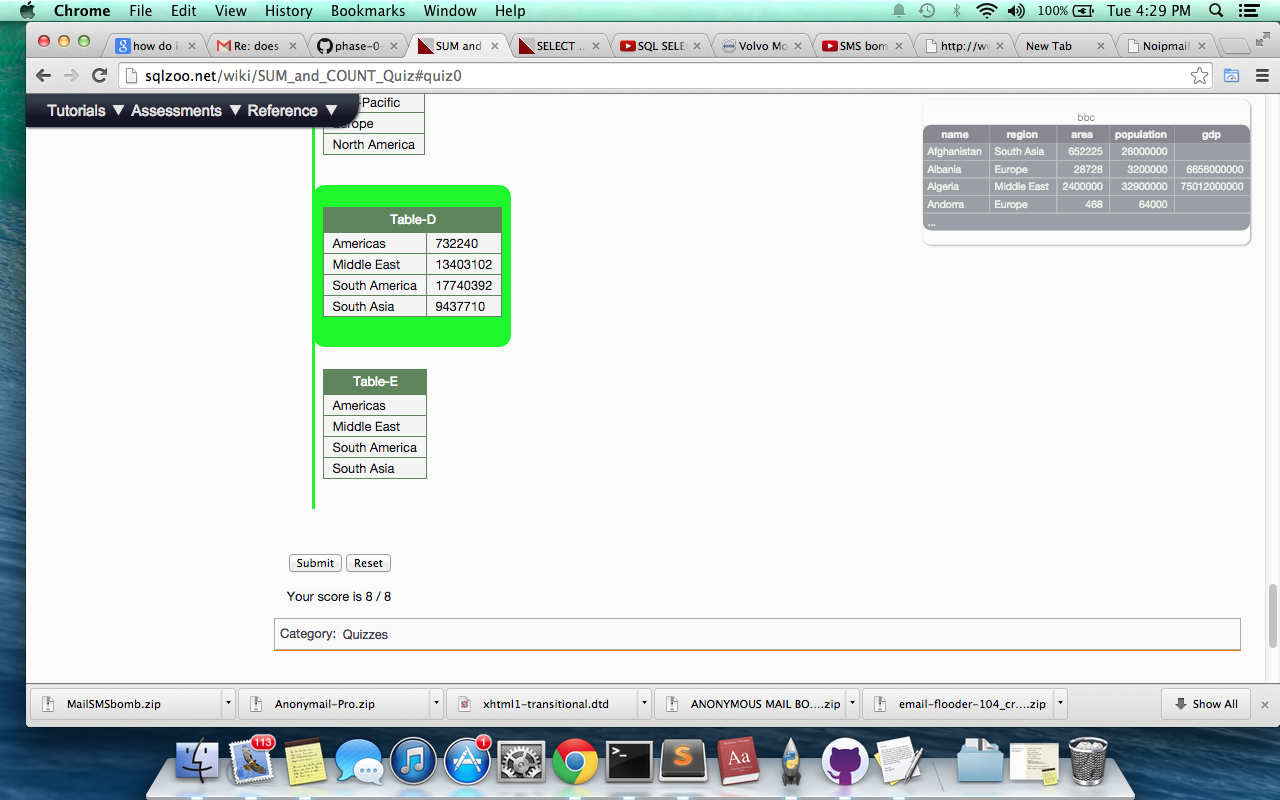 Chrome File Edit View History Bookmarks Window Help 100% Tue 4:29 PM
how do i Re: does phase-0 SUM and SELECT .. SQL SELE Volvo Mo SMS bom http://w New Tab Noipmail
sqlzoo.net/wiki/SUM_and_COUNT_Quiz#quiz0
Tutorials ▼ Assessments ▼ Reference ▼
-Pacific
Europe
North America
bbc
name region area population gdp
Afghanistan South Asia 652225 26000000
Albania Europe 28728 3200000 6656000000
Algeria Middle East 2400000 32900000 75012000000
Andorra Europe 468 64000
...
Table-D
Americas 732240
Middle East 13403102
South America 17740392
South Asia 9437710
Table-E
Americas
Middle East
South America
South Asia
Submit Reset
Your score is 8 / 8
Category: Quizzes
MailSMSbomb.zip Anonymail-Pro.zip xhtml1-transitional.dtd ANONYMOUS MAIL BO....zip email-flooder-104_cr....zip Show All
113
1
Aa